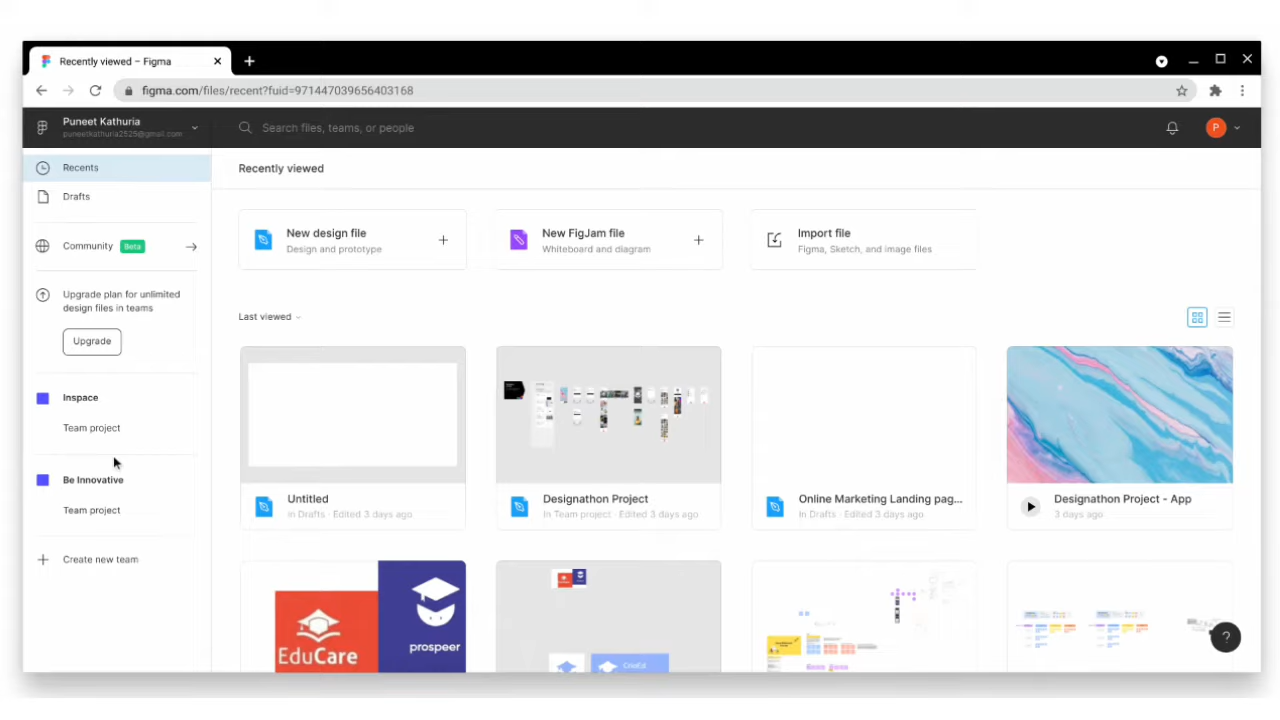 Recently viewed – Figma
figma.com/files/recent?fuid=971447039656403168
Puneet Kathuria
puneetkathuria2525@gmail.com
Search files, teams, or people
P
Recents
Drafts
Community Beta
Upgrade plan for unlimited
design files in teams
Upgrade
Inspace
Team project
Be Innovative
Team project
Create new team
Recently viewed
New design file
Design and prototype
New FigJam file
Whiteboard and diagram
Import file
Figma, Sketch, and image files
Last viewed
Untitled
In Drafts · Edited 3 days ago
Designathon Project
In Team project · Edited 3 days ago
Online Marketing Landing pag...
In Drafts · Edited 3 days ago
Designathon Project - App
3 days ago
EduCare
prospeer
CrioEd
?